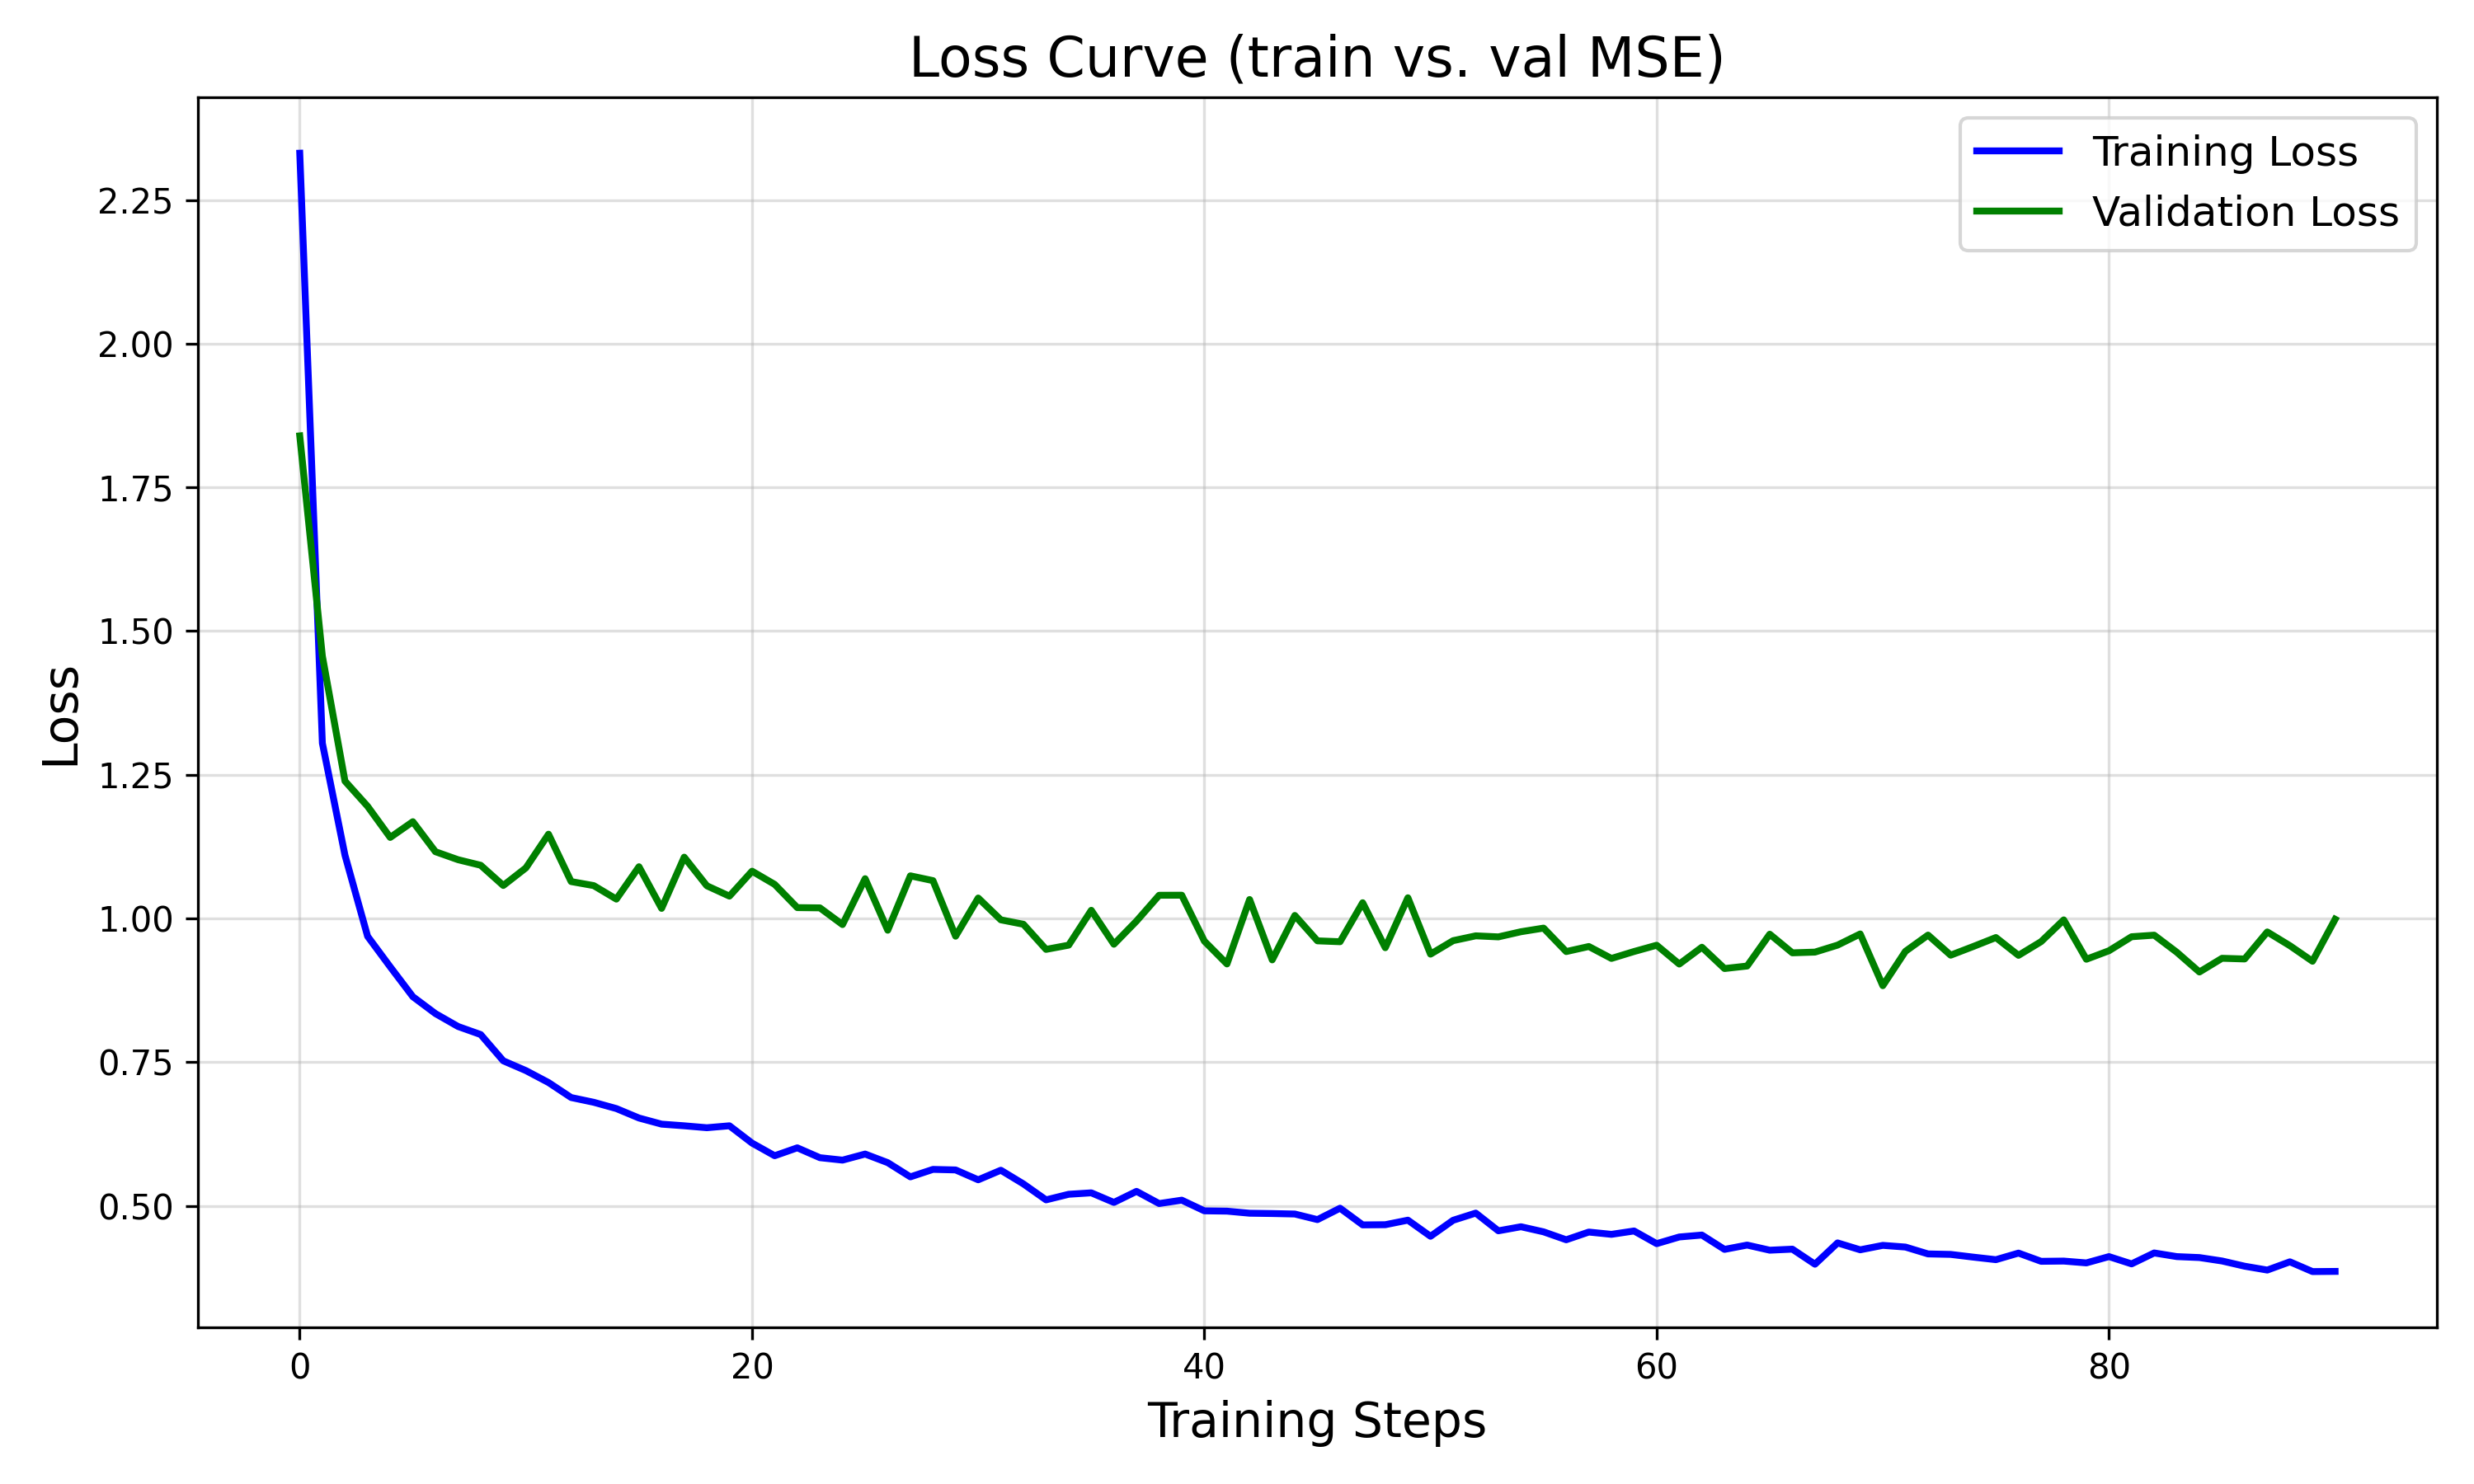 Loss Curve (train vs. val MSE)
Training Loss
Validation Loss
2.25
2.00
1.75
1.50
1.25
1.00
0.75
0.50
Loss
0
20
40
60
80
Training Steps